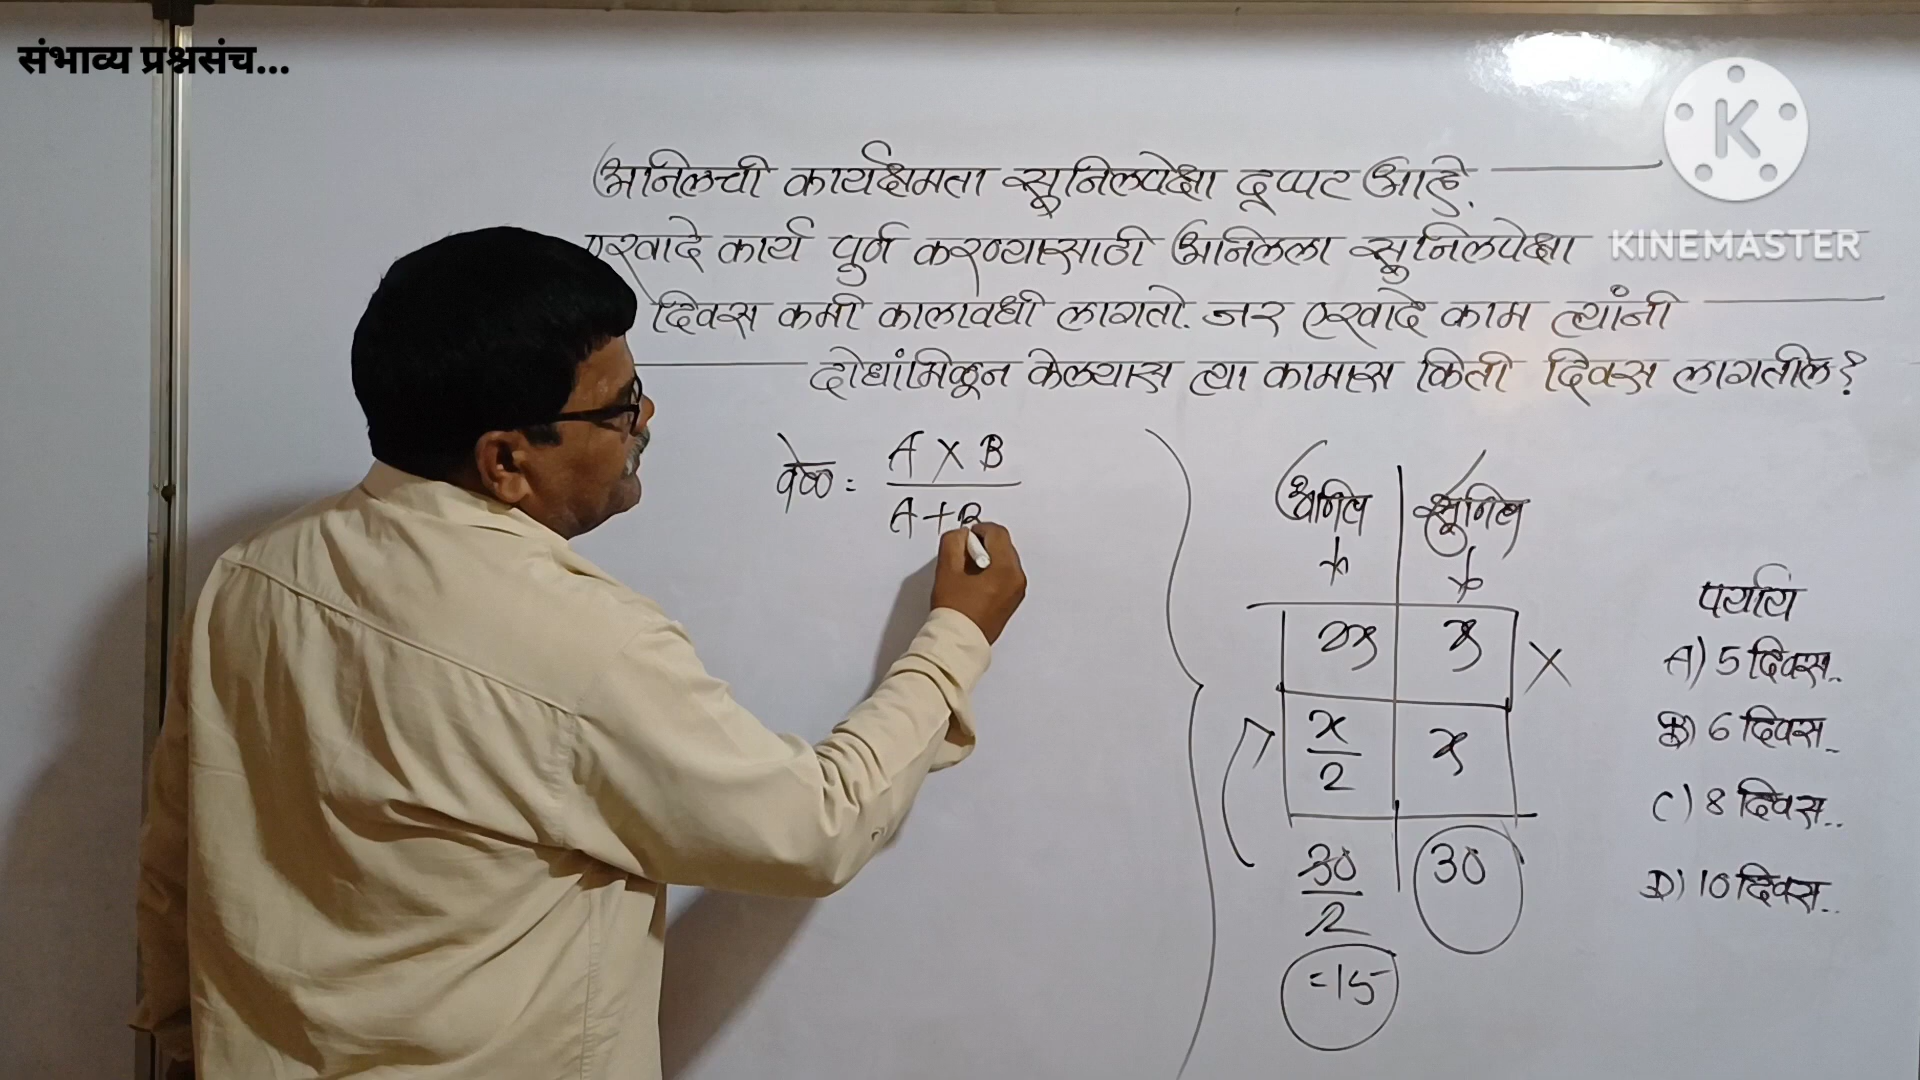 संभाव्य प्रश्नसंच...
KINEMASTER
अनिलची कार्यक्षमता सूनिलपेक्षा दूप्पट आहे.
एखादे कार्य पुर्ण करण्यासाठी अनिलला सुनिलपेक्षा
दिवस कमी कालावधी लागतो. जर एखादे काम त्यांनी
दोघांमिळून केल्यास त्या कामास किती दिवस लागतील?
वेळ = A X B
A + B
अनिल सूनिल
2x x X
x/2 x
30/2 30
=15
पर्याय
A) 5 दिवस..
B) 6 दिवस..
C) 8 दिवस..
D) 10 दिवस..